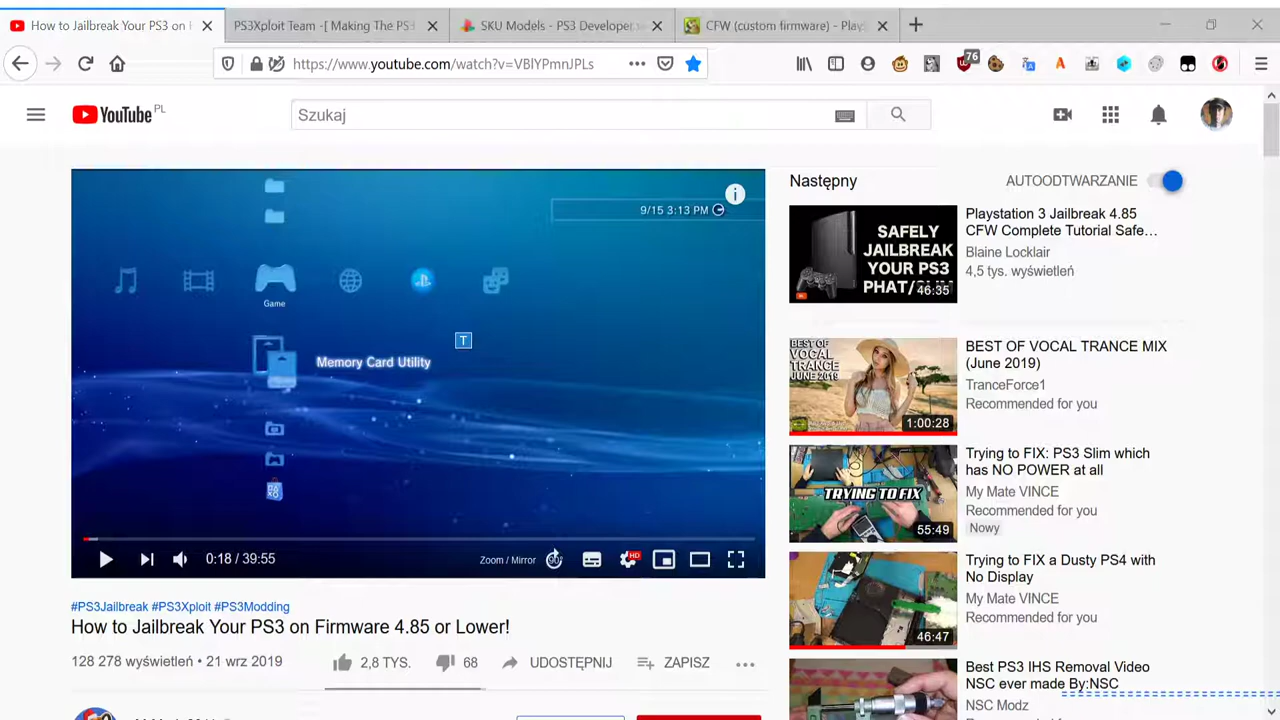 How to Jailbreak Your PS3 on F
PS3Xploit Team -[ Making The PS3
SKU Models - PS3 Developer w
CFW (custom firmware) - Play
https://www.youtube.com/watch?v=VBlYPmnJPLs
76
YouTube PL
Szukaj
9/15 3:13 PM
Game
T
Memory Card Utility
0:18 / 39:55
Zoom / Mirror
90°
HD
#PS3Jailbreak #PS3Xploit #PS3Modding
How to Jailbreak Your PS3 on Firmware 4.85 or Lower!
128 278 wyświetleń • 21 wrz 2019
2,8 TYS.
68
UDOSTĘPNIJ
ZAPISZ
Następny
AUTOODTWARZANIE
SAFELY
JAILBREAK
YOUR PS3
PHAT/SLIM
46:35
Playstation 3 Jailbreak 4.85
CFW Complete Tutorial Safe…
Blaine Locklair
4,5 tys. wyświetleń
BEST OF
VOCAL
TRANCE
JUNE 2019
1:00:28
BEST OF VOCAL TRANCE MIX
(June 2019)
TranceForce1
Recommended for you
TRYING TO FIX
55:49
Trying to FIX: PS3 Slim which
has NO POWER at all
My Mate VINCE
Recommended for you
Nowy
46:47
Trying to FIX a Dusty PS4 with
No Display
My Mate VINCE
Recommended for you
Best PS3 IHS Removal Video
NSC ever made By:NSC
NSC Modz